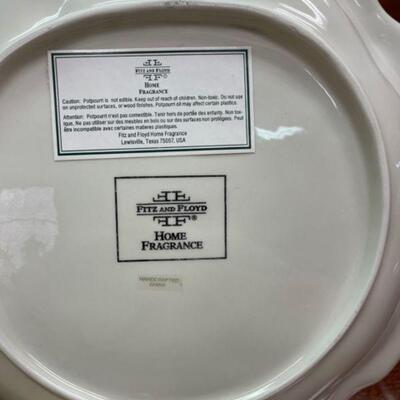 FITZ AND FLOYD
HOME
FRAGRANCE
Caution: Potpourri is not edible. Keep out of reach of children. Non-toxic. Do not use
on unprotected surfaces, or wood finishes. Potpourri oil may affect certain plastics.
Attention: Potpourri n'est pas comestible. Tenir hors de portée des enfants. Non tox-
ique. Ne pas utiliser sur des meubles en bois ou sur des surfaces non protégées. Peut
être incompatible avec certaines matieres plastiques.
Fitz and Floyd Home Fragrance
Lewisville, Texas 75057, USA
FITZ AND FLOYD
®
HOME
FRAGRANCE
HANDCRAFTED
CHINA